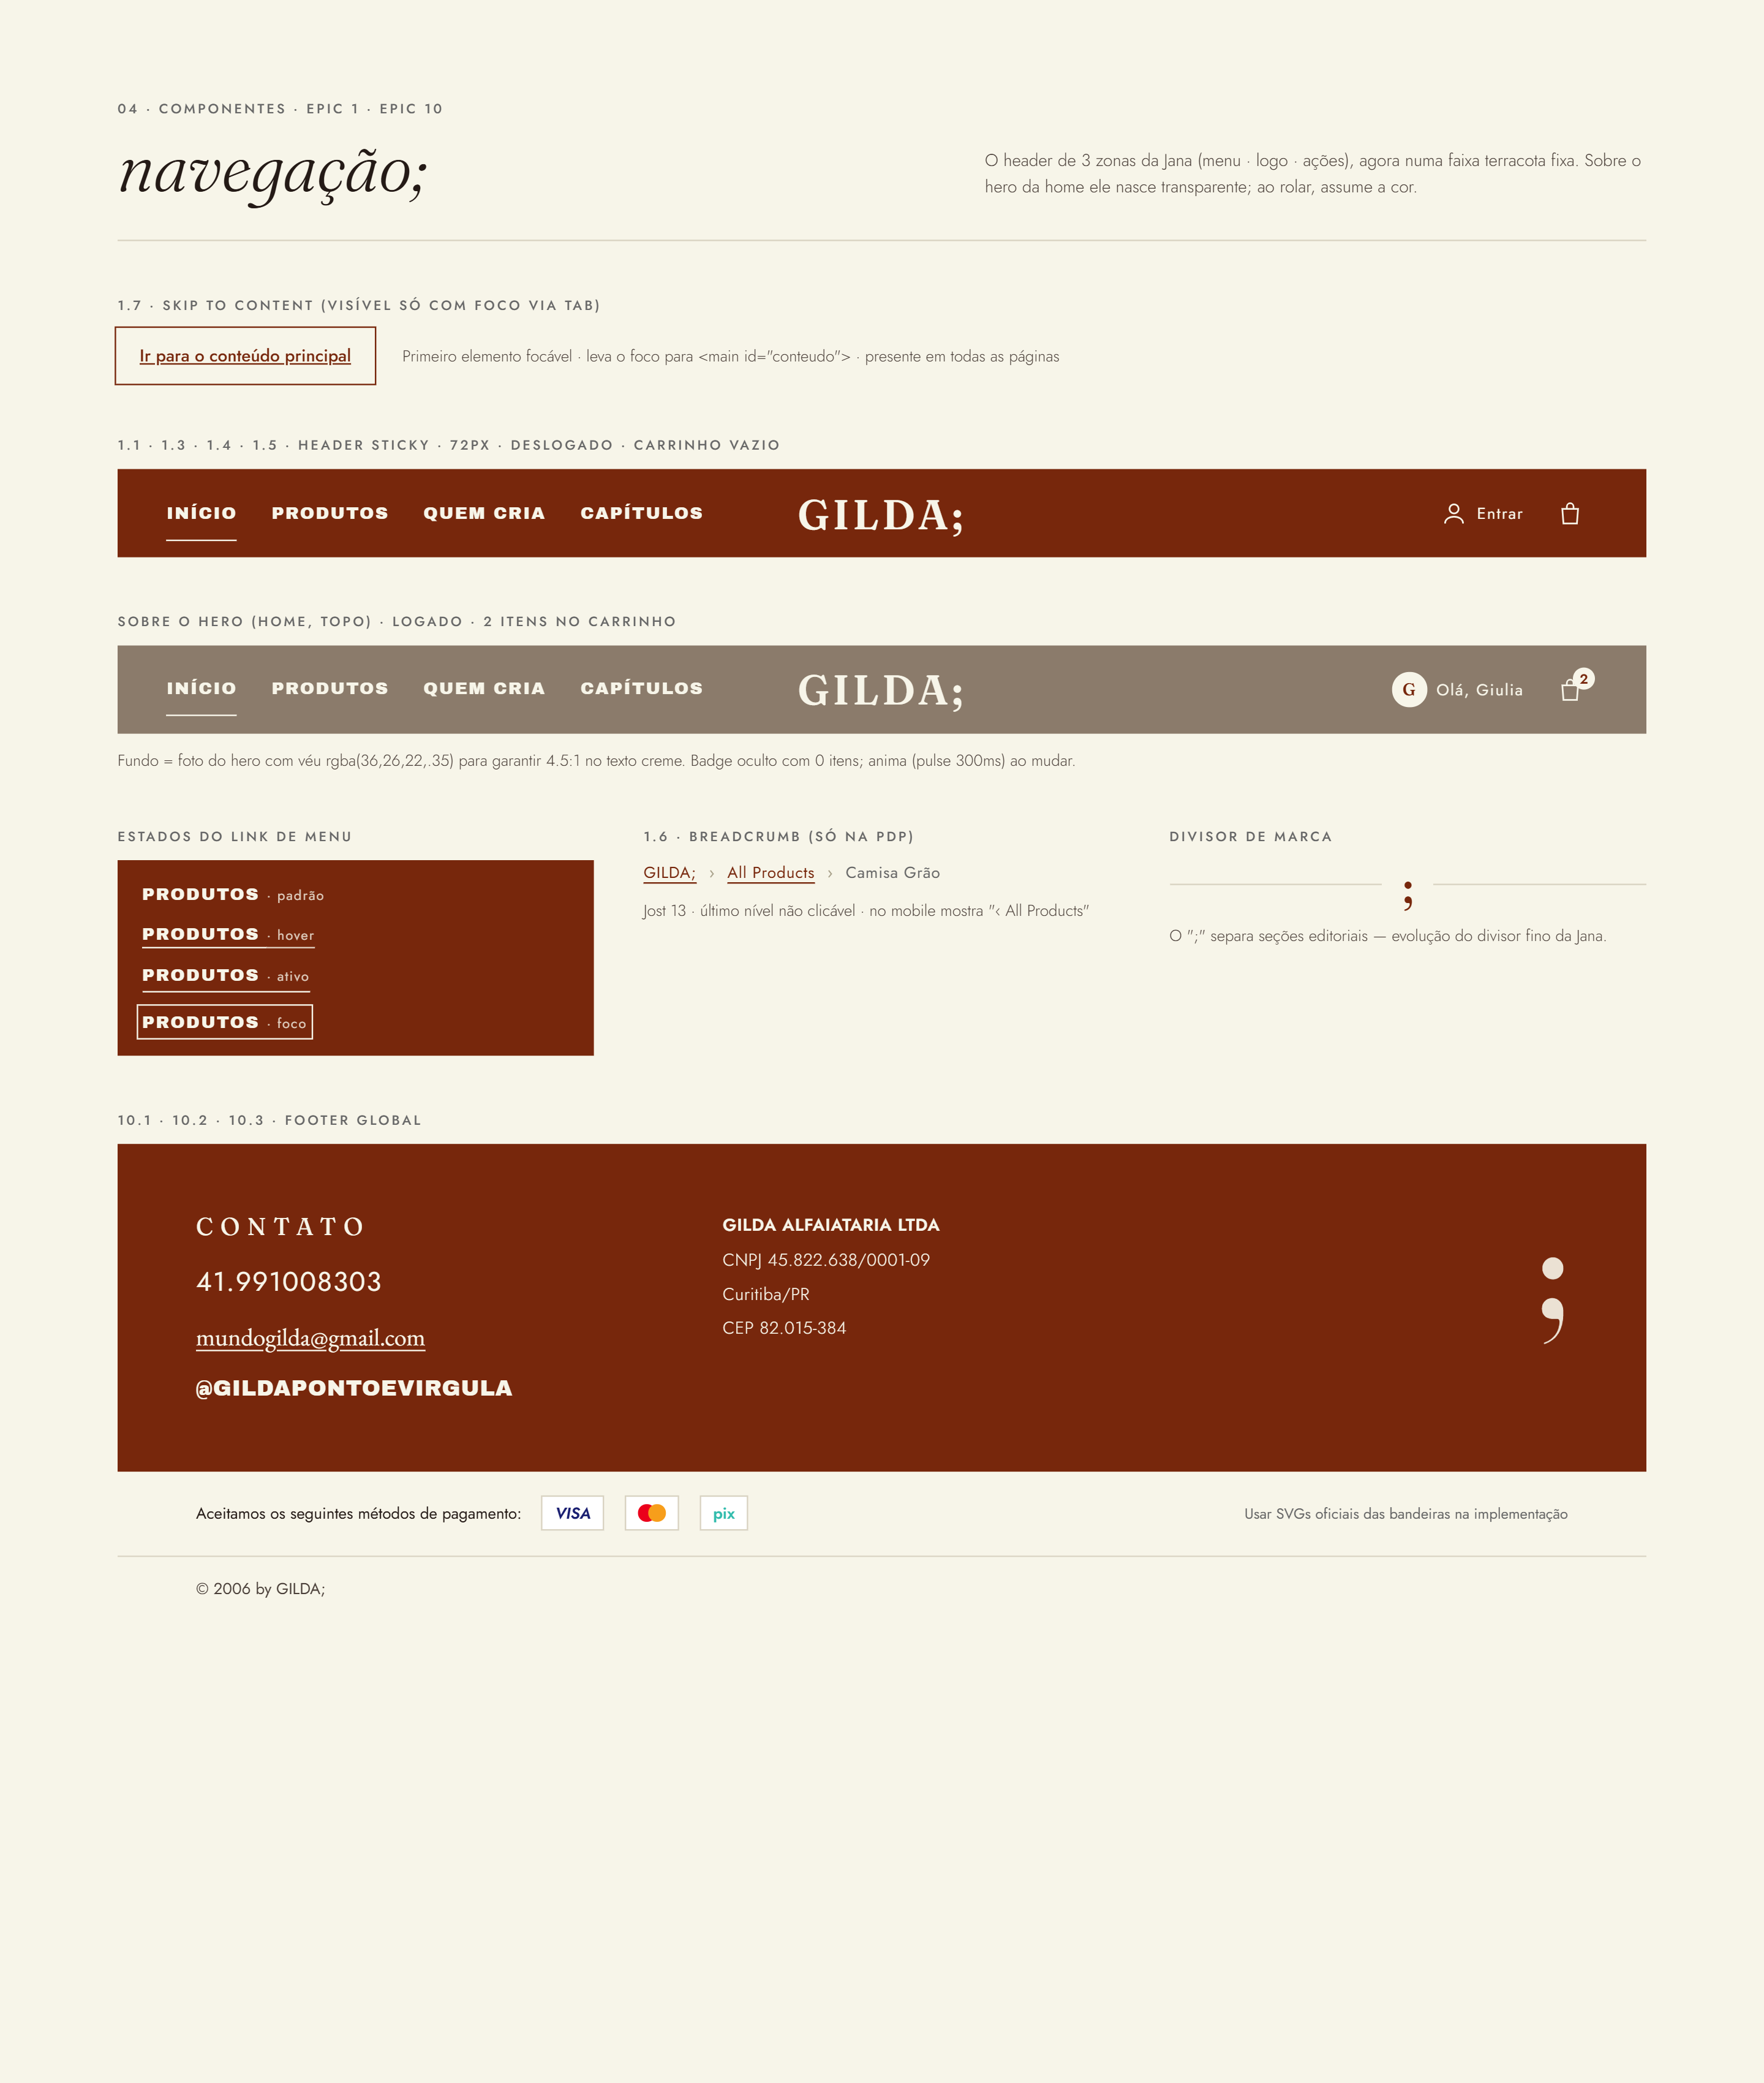 04 · COMPONENTES · EPIC 1 · EPIC 10
navegação;
O header de 3 zonas da Jana (menu · logo · ações), agora numa faixa terracota fixa. Sobre o
hero da home ele nasce transparente; ao rolar, assume a cor.
1.7 · SKIP TO CONTENT (VISÍVEL SÓ COM FOCO VIA TAB)
Ir para o conteúdo principal
Primeiro elemento focável · leva o foco para <main id="conteudo"> · presente em todas as páginas
1.1 · 1.3 · 1.4 · 1.5 · HEADER STICKY · 72PX · DESLOGADO · CARRINHO VAZIO
INÍCIO PRODUTOS QUEM CRIA CAPÍTULOS GILDA; Entrar
SOBRE O HERO (HOME, TOPO) · LOGADO · 2 ITENS NO CARRINHO
INÍCIO PRODUTOS QUEM CRIA CAPÍTULOS GILDA; G Olá, Giulia 2
Fundo = foto do hero com véu rgba(36,26,22,.35) para garantir 4.5:1 no texto creme. Badge oculto com 0 itens; anima (pulse 300ms) ao mudar.
ESTADOS DO LINK DE MENU
PRODUTOS · padrão
PRODUTOS · hover
PRODUTOS · ativo
PRODUTOS · foco
1.6 · BREADCRUMB (SÓ NA PDP)
GILDA; › All Products › Camisa Grão
Jost 13 · último nível não clicável · no mobile mostra "‹ All Products"
DIVISOR DE MARCA
;
O ";" separa seções editoriais — evolução do divisor fino da Jana.
10.1 · 10.2 · 10.3 · FOOTER GLOBAL
CONTATO
41.991008303
mundogilda@gmail.com
@GILDAPONTOEVIRGULA
GILDA ALFAIATARIA LTDA
CNPJ 45.822.638/0001-09
Curitiba/PR
CEP 82.015-384
;
Aceitamos os seguintes métodos de pagamento: VISA pix
Usar SVGs oficiais das bandeiras na implementação
© 2006 by GILDA;